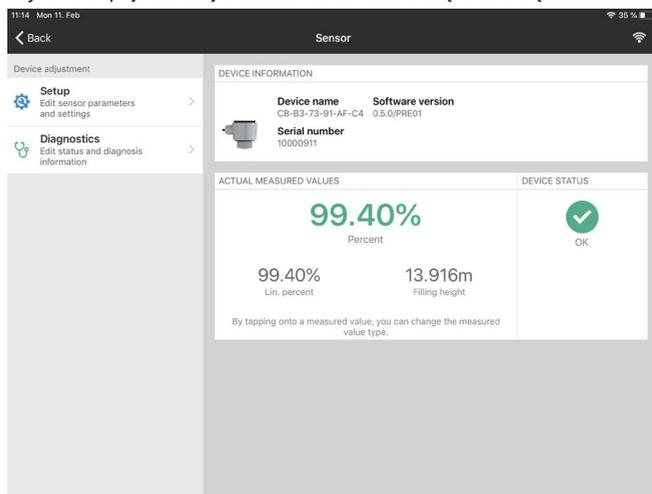 11:14 Mon 11. Feb
35 %
Back
Sensor
Device adjustment
Setup
Edit sensor parameters
and settings
Diagnostics
Edit status and diagnosis
information
DEVICE INFORMATION
Device name
CB-B3-73-91-AF-C4
Software version
0.5.0/PRE01
Serial number
10000911
ACTUAL MEASURED VALUES
99.40%
Percent
99.40%
Lin. percent
13.916m
Filling height
By tapping onto a measured value, you can change the measured
value type.
DEVICE STATUS
OK